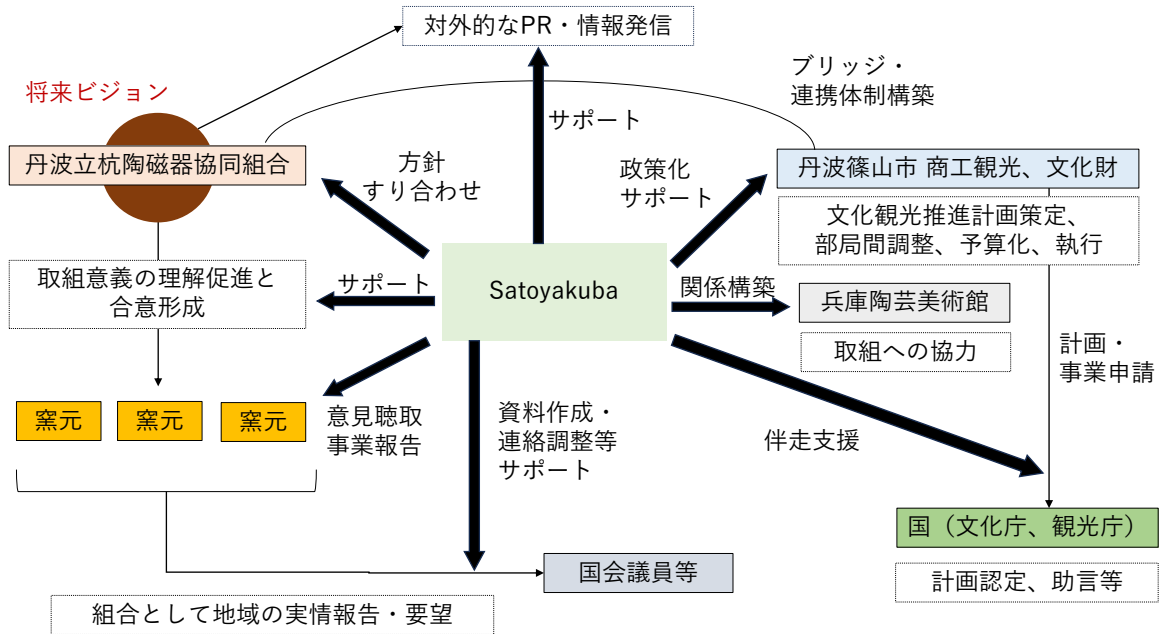 対外的なPR・情報発信
将来ビジョン
ブリッジ・
連携体制構築
サポート
丹波立杭陶磁器協同組合
方針
すり合わせ
政策化
サポート
丹波篠山市 商工観光、文化財
文化観光推進計画策定、
部局間調整、予算化、執行
取組意義の理解促進と
合意形成
サポート
Satoyakuba
関係構築
兵庫陶芸美術館
取組への協力
計画・
事業申請
窯元
窯元
窯元
意見聴取
事業報告
資料作成・
連絡調整等
サポート
伴走支援
国（文化庁、観光庁）
国会議員等
計画認定、助言等
組合として地域の実情報告・要望